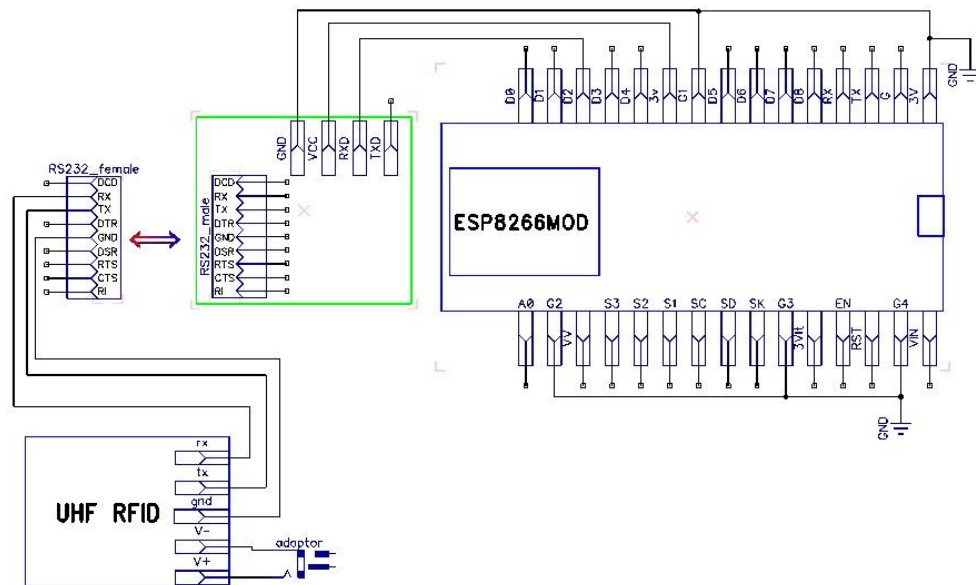 GND
D0
D1
D2
D3
D4
3v
G1
D5
D6
D7
D8
RX
TX
G
3V
GND
GND
VCC
RXD
TXD
RS232_female
DCD
RX
TX
DTR
GND
DSR
RTS
CTS
RI
RS232_male
DCD
RX
TX
DTR
GND
DSR
RTS
CTS
RI
ESP8266MOD
A0
G2
VV
S3
S2
S1
SC
SD
SK
G3
3Vit
EN
RST
G4
VIN
GND
UHF RFID
rx
tx
gnd
V-
V+
adaptor